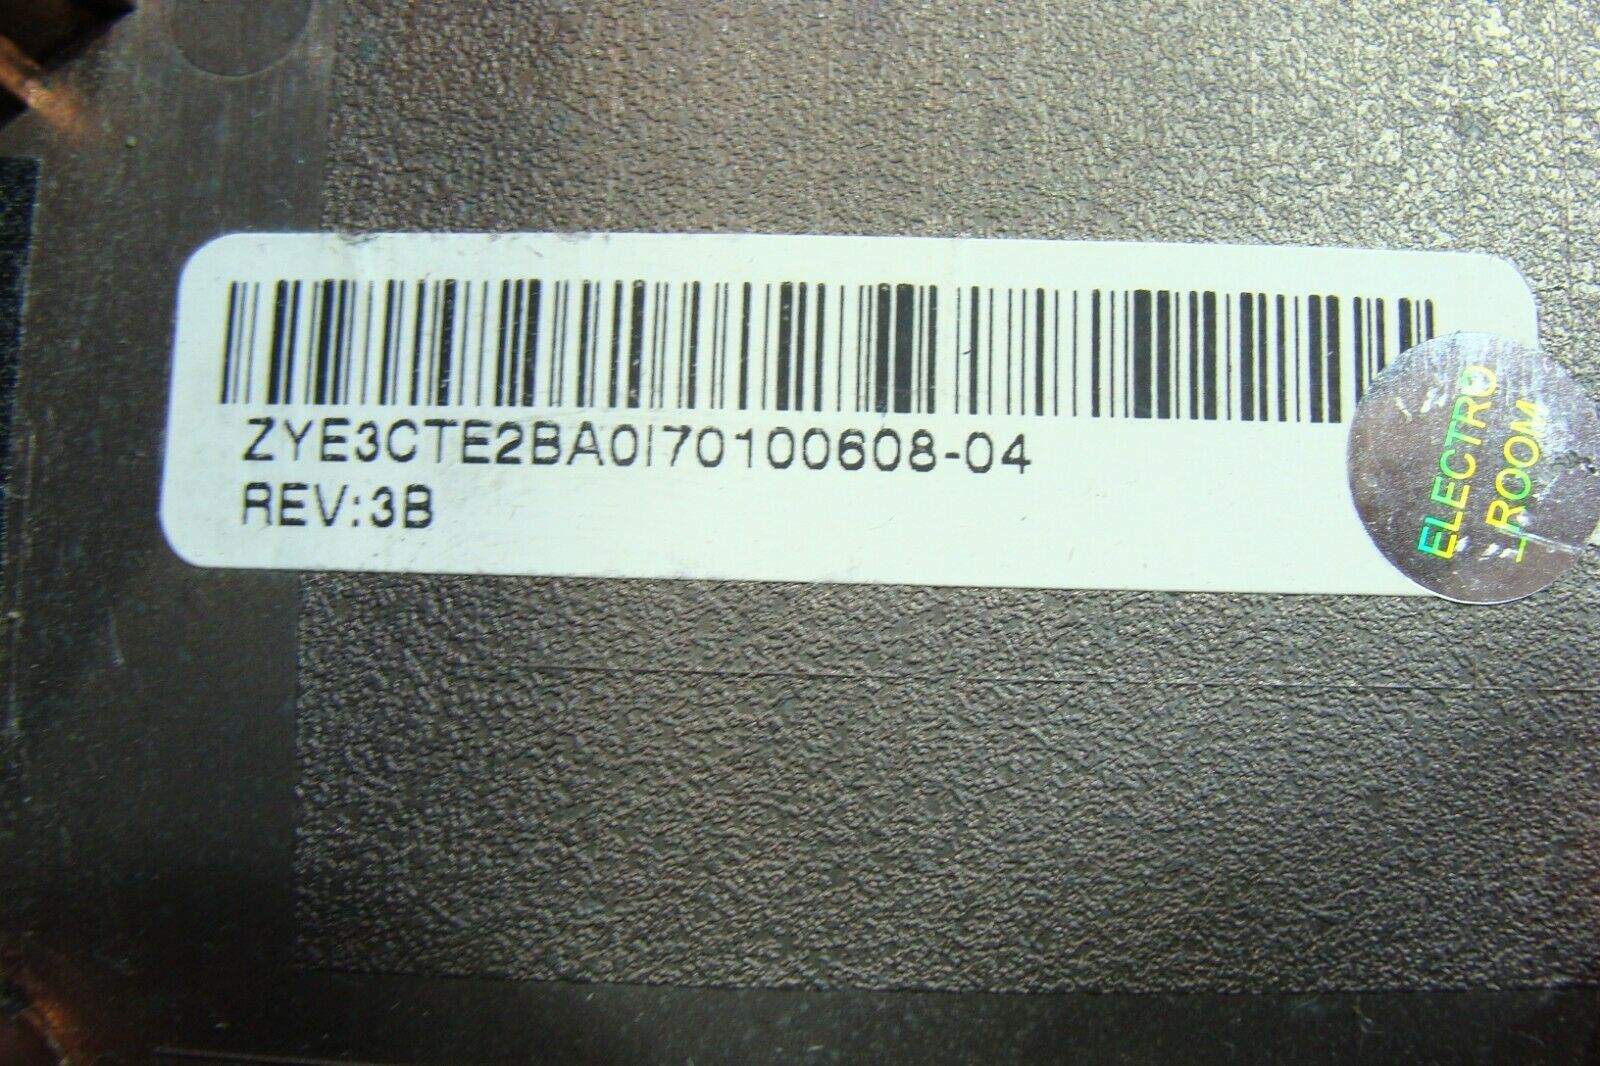 ZYE3CTE2BA0I70100608-04
REV:3B
ELECTRO
ROOM